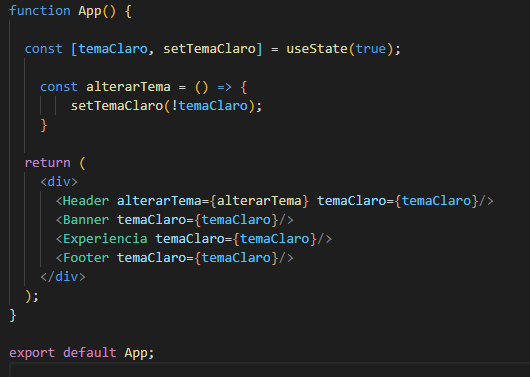 function App() {
const [temaClaro, setTemaClaro] = useState(true);
const alterarTema = () => {
setTemaClaro(!temaClaro);
}
return (
<div>
<Header alterarTema={alterarTema} temaClaro={temaClaro}/>
<Banner temaClaro={temaClaro}/>
<Experiencia temaClaro={temaClaro}/>
<Footer temaClaro={temaClaro}/>
</div>
);
}
export default App;